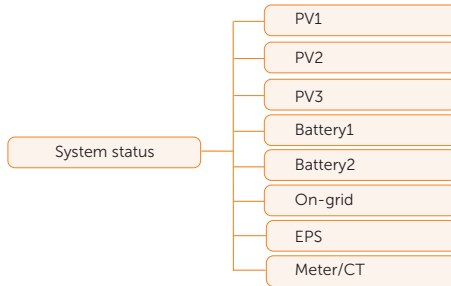 PV1
PV2
PV3
Battery1
System status
Battery2
On-grid
EPS
Meter/CT